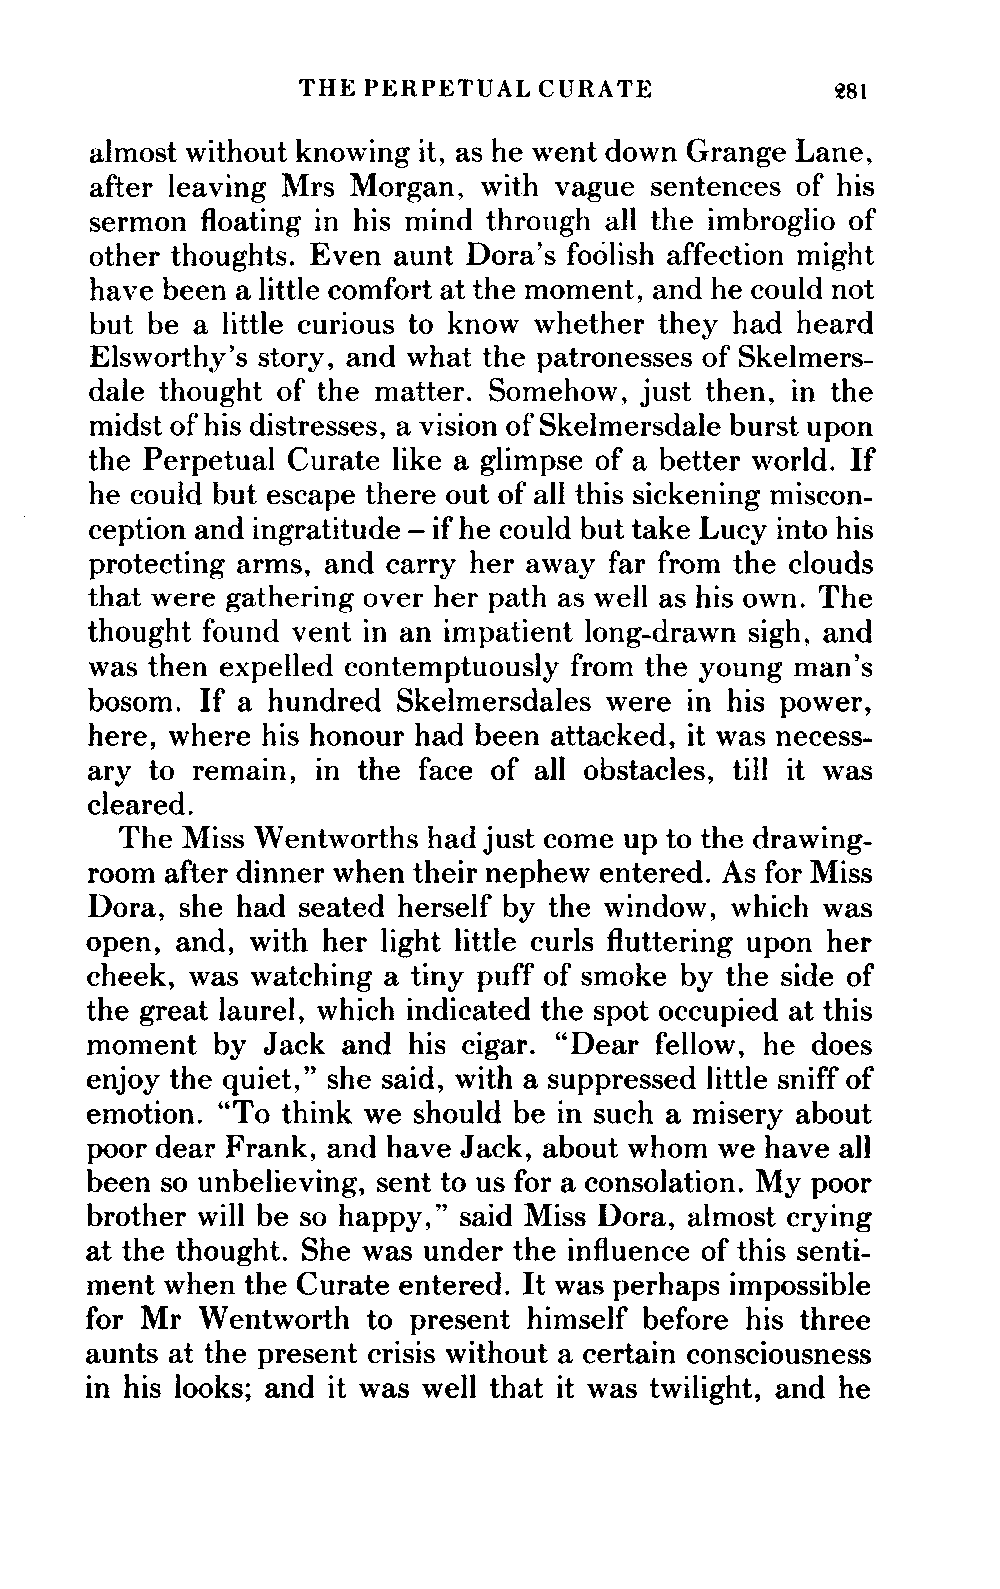 THE PERPETUAL CURATE 281
almost without knowing it, as he went down Grange Lane,
after leaving Mrs Morgan, with vague sentences of his
sermon floating in his mind through all the imbroglio of
other thoughts. Even aunt Dora's foolish affection might
have been a little comfort at the moment, and he could not
but be a little curious to know whether they had heard
Elsworthy's story, and what the patronesses of Skelmers-
dale thought of the matter. Somehow, just then, in the
midst of his distresses, a vision of Skelmersdale burst upon
the Perpetual Curate like a glimpse of a better world. If
he could but escape there out of all this sickening miscon-
ception and ingratitude – if he could but take Lucy into his
protecting arms, and carry her away far from the clouds
that were gathering over her path as well as his own. The
thought found vent in an impatient long-drawn sigh, and
was then expelled contemptuously from the young man's
bosom. If a hundred Skelmersdales were in his power,
here, where his honour had been attacked, it was necess-
ary to remain, in the face of all obstacles, till it was
cleared.
The Miss Wentworths had just come up to the drawing-
room after dinner when their nephew entered. As for Miss
Dora, she had seated herself by the window, which was
open, and, with her light little curls fluttering upon her
cheek, was watching a tiny puff of smoke by the side of
the great laurel, which indicated the spot occupied at this
moment by Jack and his cigar. “Dear fellow, he does
enjoy the quiet,” she said, with a suppressed little sniff of
emotion. “To think we should be in such a misery about
poor dear Frank, and have Jack, about whom we have all
been so unbelieving, sent to us for a consolation. My poor
brother will be so happy,” said Miss Dora, almost crying
at the thought. She was under the influence of this senti-
ment when the Curate entered. It was perhaps impossible
for Mr Wentworth to present himself before his three
aunts at the present crisis without a certain consciousness
in his looks; and it was well that it was twilight, and he